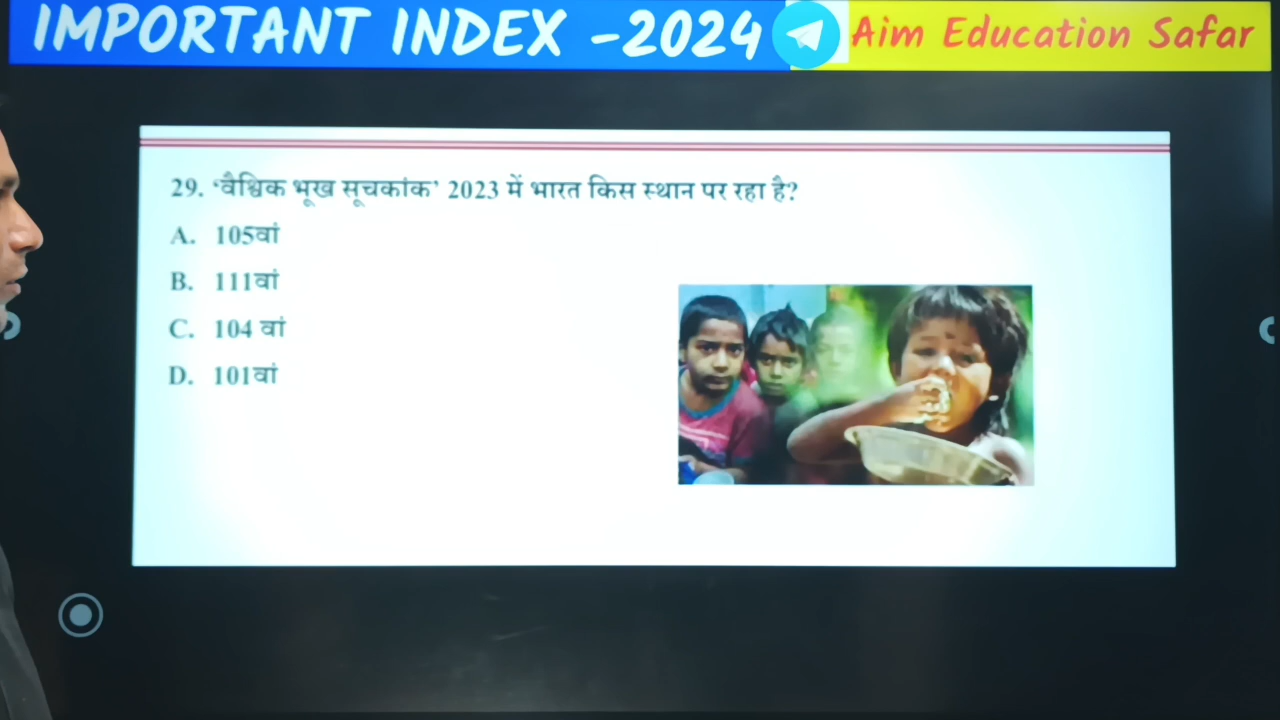 IMPORTANT INDEX -2024
Aim Education Safar
29. ‘वैश्विक भूख सूचकांक’ 2023 में भारत किस स्थान पर रहा है?
A. 105वां
B. 111वां
C. 104 वां
D. 101वां